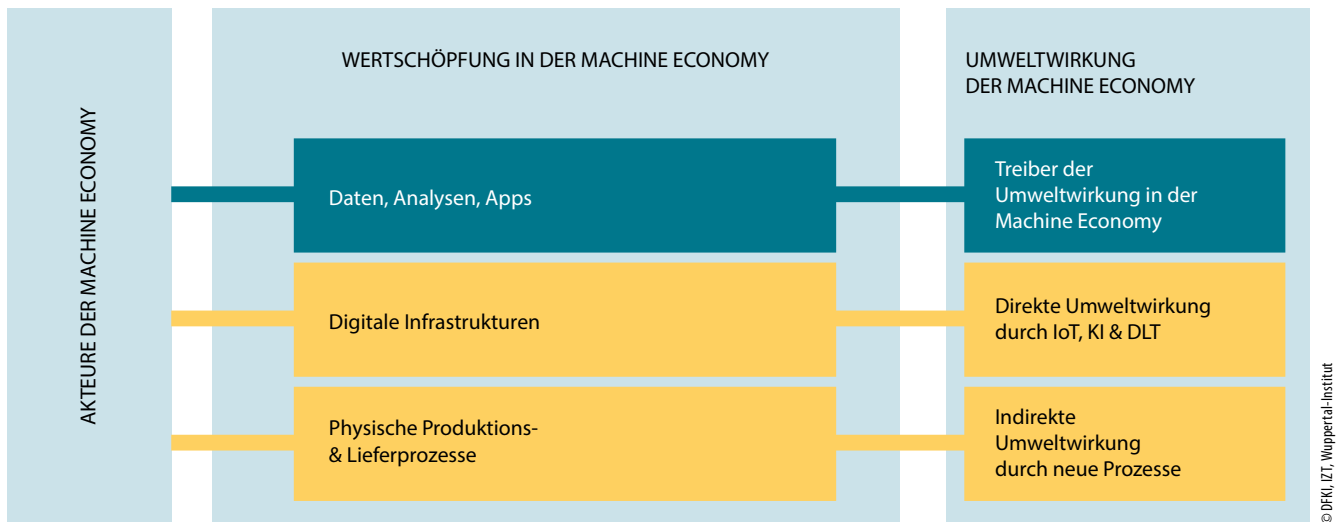 AKTEURE DER MACHINE ECONOMY
WERTSCHÖPFUNG IN DER MACHINE ECONOMY
UMWELTWIRKUNG
DER MACHINE ECONOMY
Daten, Analysen, Apps
Treiber der
Umweltwirkung in der
Machine Economy
Digitale Infrastrukturen
Direkte Umweltwirkung
durch IoT, KI & DLT
Physische Produktions-
& Lieferprozesse
Indirekte
Umweltwirkung
durch neue Prozesse
© DFKI, IZT, Wuppertal-Institut